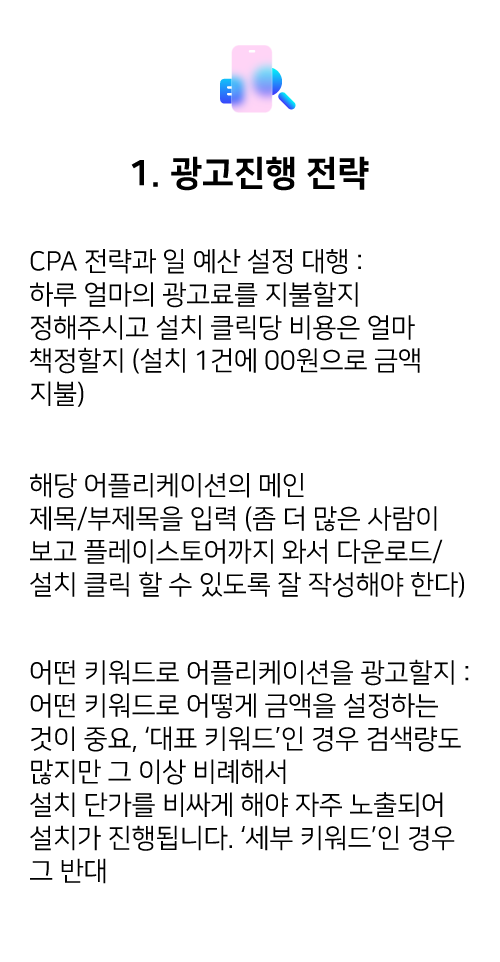 1. 광고진행 전략
CPA 전략과 일 예산 설정 대행 :
하루 얼마의 광고료를 지불할지
정해주시고 설치 클릭당 비용은 얼마
책정할지 (설치 1건에 00원으로 금액
지불)
해당 어플리케이션의 메인
제목/부제목을 입력 (좀 더 많은 사람이
보고 플레이스토어까지 와서 다운로드/
설치 클릭 할 수 있도록 잘 작성해야 한다)
어떤 키워드로 어플리케이션을 광고할지 :
어떤 키워드로 어떻게 금액을 설정하는
것이 중요, ‘대표 키워드’인 경우 검색량도
많지만 그 이상 비례해서
설치 단가를 비싸게 해야 자주 노출되어
설치가 진행됩니다. ‘세부 키워드’인 경우
그 반대